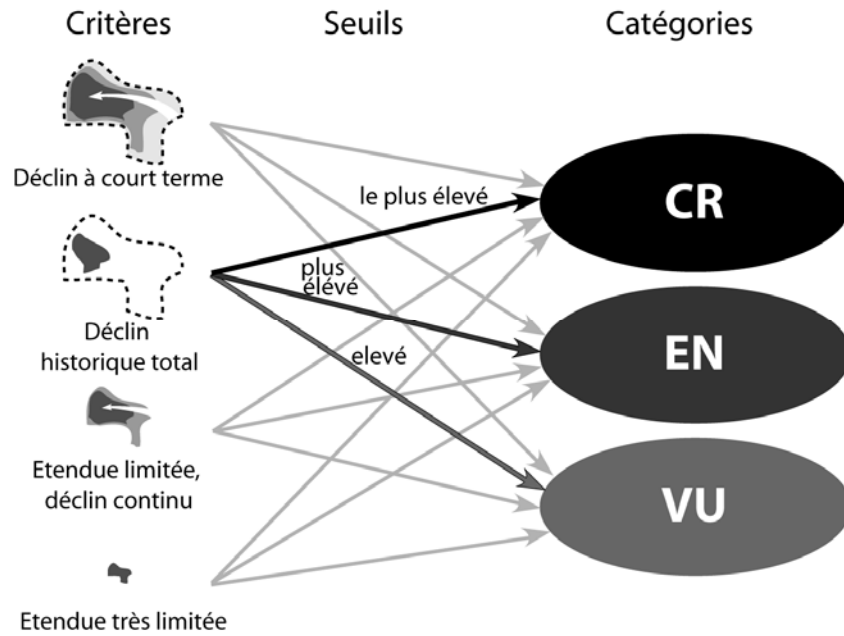 Critères
Seuils
Catégories
Déclin à court terme
le plus élevé
CR
plus
élévé
Déclin
historique total
elevé
EN
Etendue limitée,
déclin continu
VU
Etendue très limitée